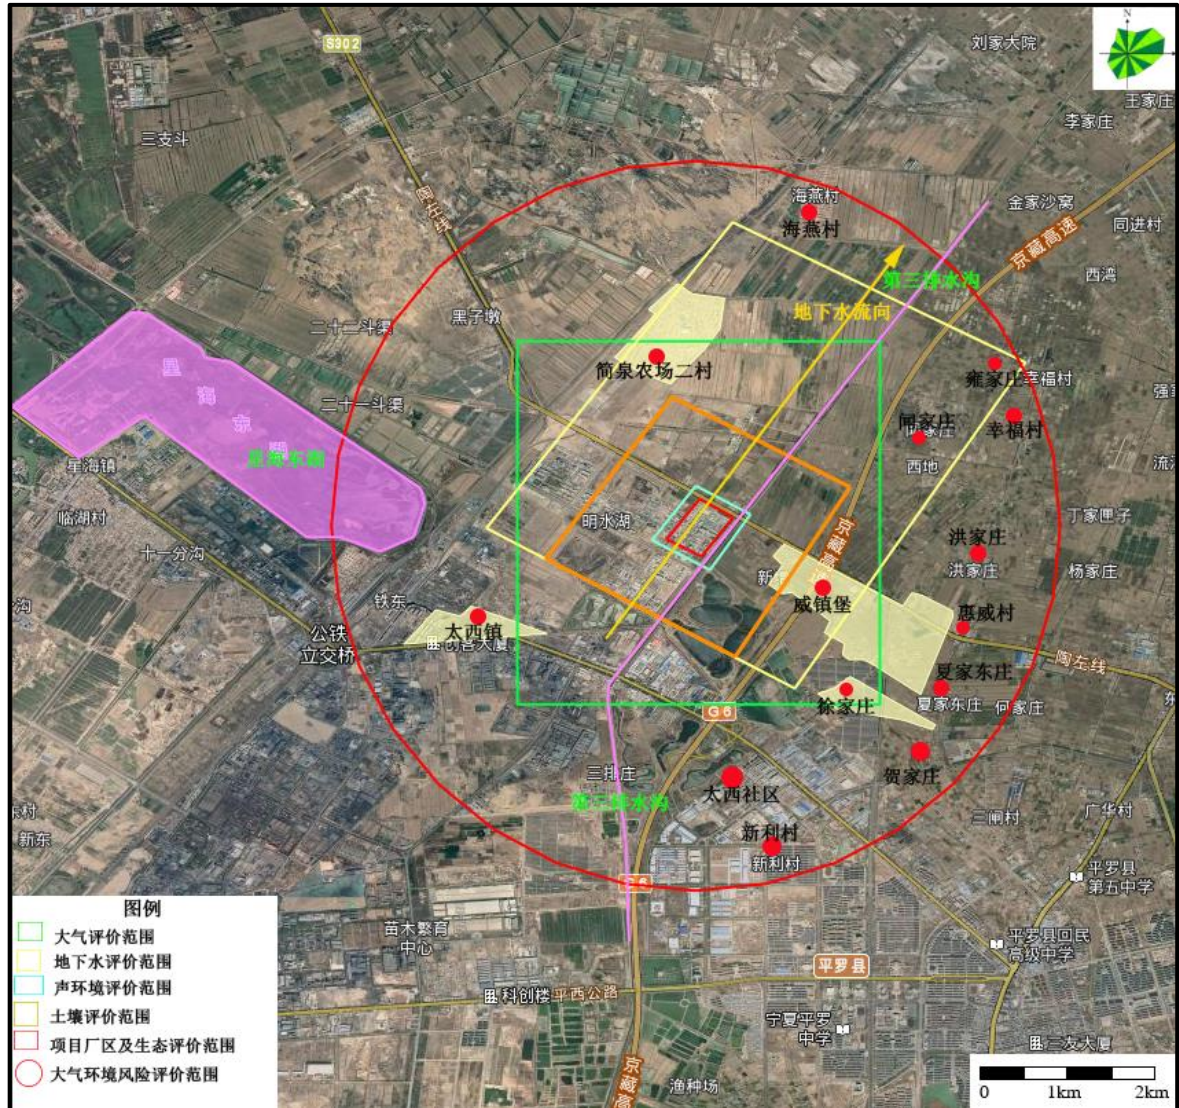 N
S302
刘家大院
王家庄
李家庄
三支斗
海燕村
海燕村
金家沙窝
同进村
京藏高速
第三排水沟
西湾
地下水流向
二十二斗渠
黑子墩
简泉农场二村
雍家庄
幸福村
星
海
东
二十一斗渠
星海东湖
闻家庄
幸福村
西地
星海镇
临湖村
明水湖
丁家匣子
十一分沟
洪家庄
洪家庄
杨家庄
威镇堡
铁东
太西镇
创客大厦
公铁
立交桥
惠威村
陶左线
夏家东庄
夏家东庄
何家庄
徐家庄
G6
贺家庄
三排庄
太西社区
第三排水沟
三闸村
广华村
新利村
新利村
新东
G6
平罗县
第五中学
苗木繁育
中心
平罗县回民
高级中学
平罗县
科创楼
平西公路
宁夏平罗
中学
三友大厦
京藏高
渔种场
图例
大气评价范围
地下水评价范围
声环境评价范围
土壤评价范围
项目厂区及生态评价范围
大气环境风险评价范围
0 1km 2km